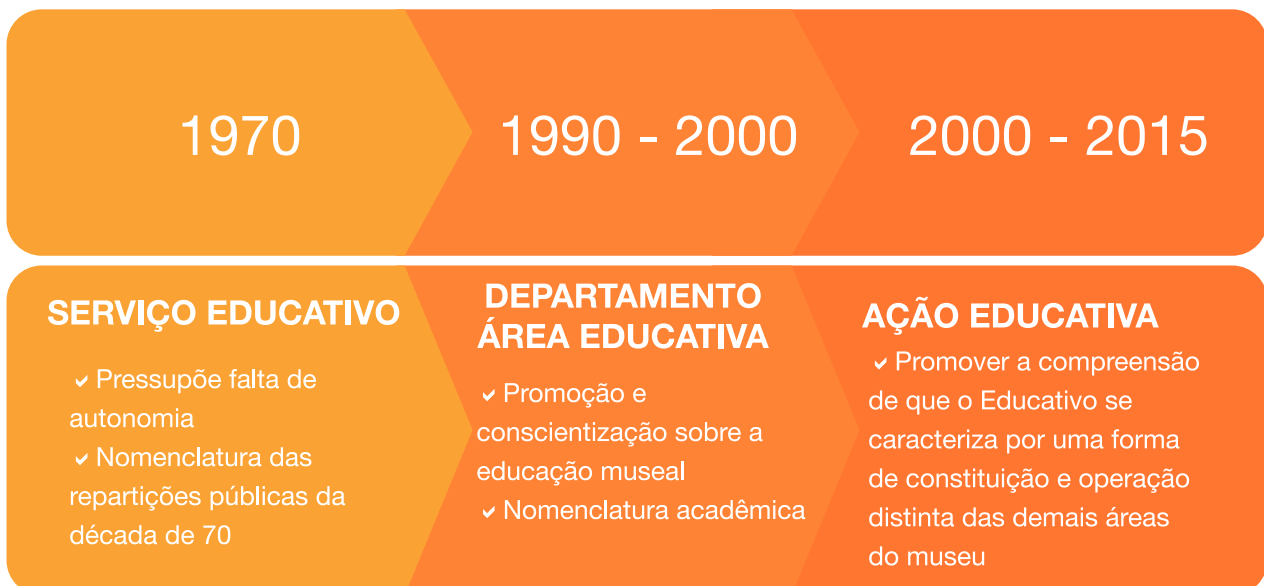 1970
1990 - 2000
2000 - 2015
SERVIÇO EDUCATIVO
✓ Pressupõe falta de
autonomia
✓ Nomenclatura das
repartições públicas da
década de 70
DEPARTAMENTO
ÁREA EDUCATIVA
✓ Promoção e
conscientização sobre a
educação museal
✓ Nomenclatura acadêmica
AÇÃO EDUCATIVA
✓ Promover a compreensão
de que o Educativo se
caracteriza por uma forma
de constituição e operação
distinta das demais áreas
do museu